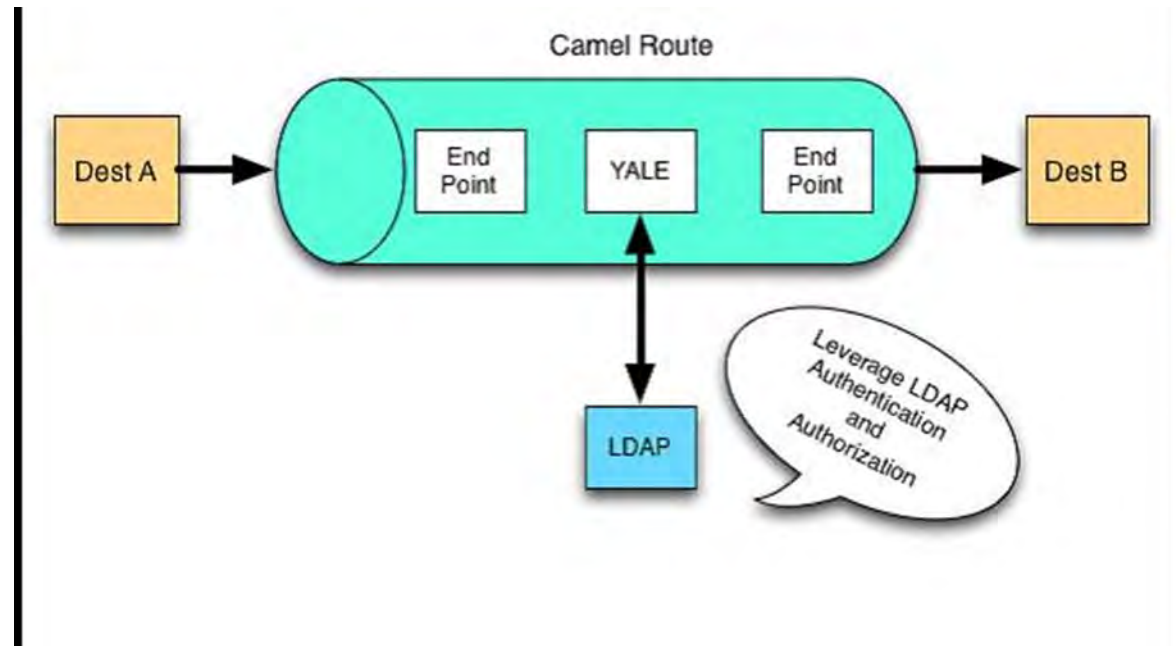 Camel Route
Dest A
End
Point
YALE
End
Point
Dest B
LDAP
Leverage LDAP
Authentication
and
Authorization